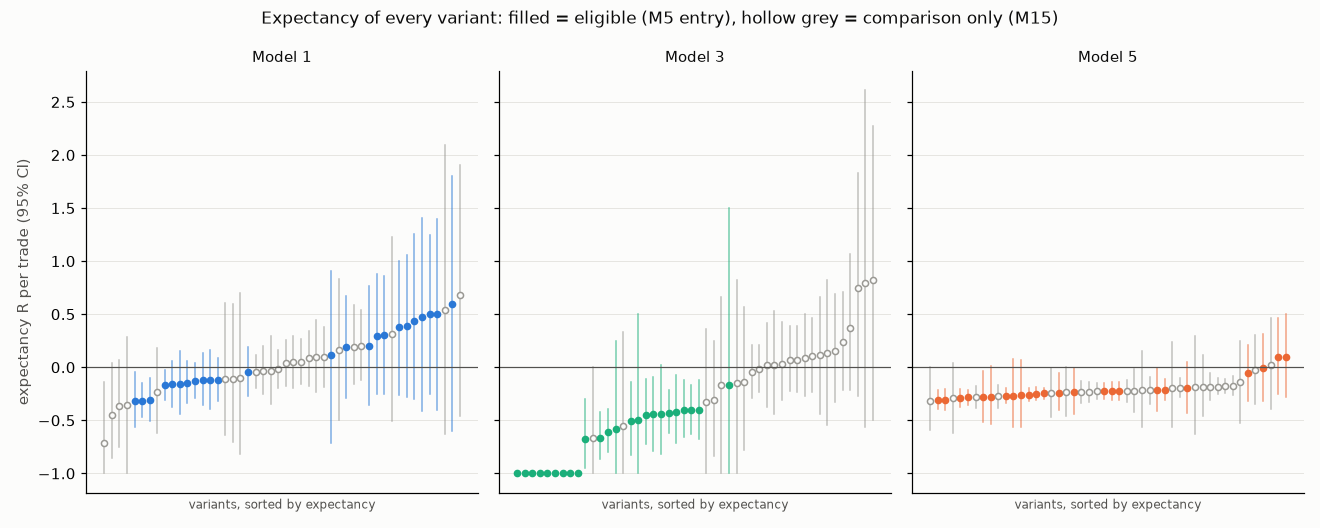 Expectancy of every variant: filled = eligible (M5 entry), hollow grey = comparison only (M15)
Model 1
Model 3
Model 5
expectancy R per trade (95% CI)
2.5
2.0
1.5
1.0
0.5
0.0
−0.5
−1.0
variants, sorted by expectancy
variants, sorted by expectancy
variants, sorted by expectancy